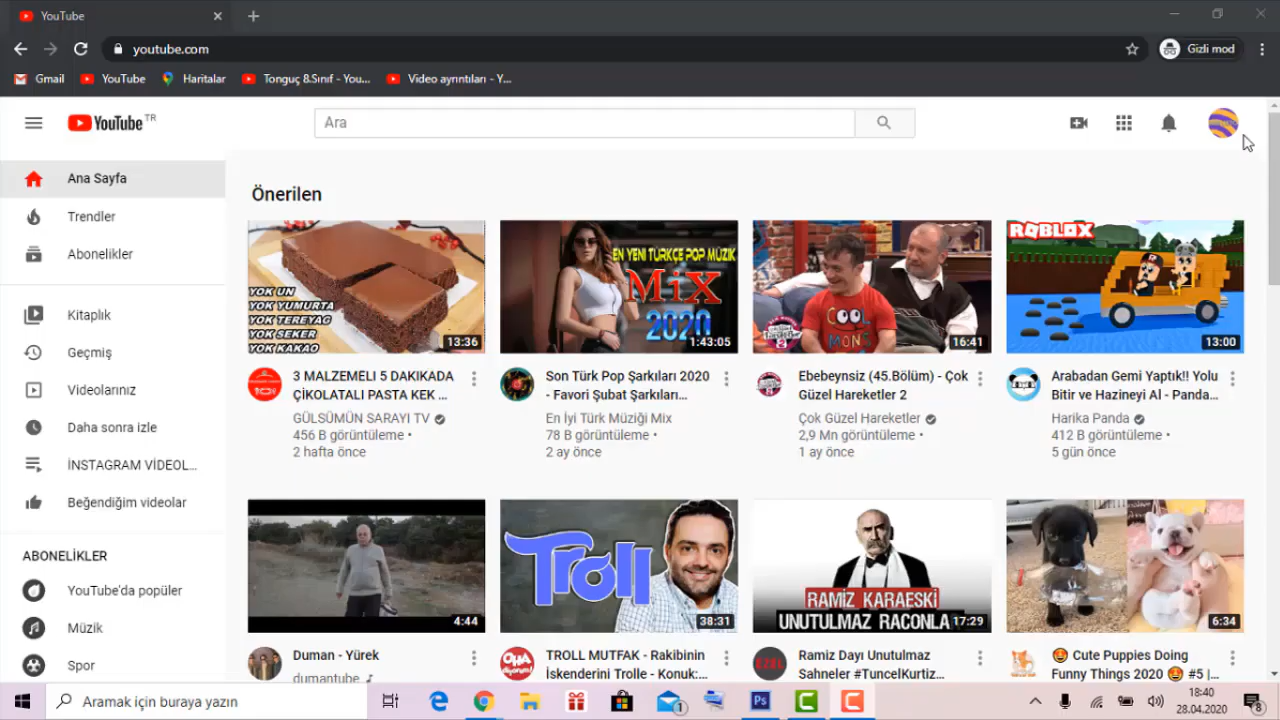 YouTube
youtube.com
Gizli mod
Gmail
YouTube
Haritalar
Tonguç 8.Sınıf - You...
Video ayrıntıları - Y...
YouTube TR
Ara
Ana Sayfa
Trendler
Abonelikler
Kitaplık
Geçmiş
Videolarınız
Daha sonra izle
İNSTAGRAM VİDEOL...
Beğendiğim videolar
ABONELİKLER
YouTube'da popüler
Müzik
Spor
Önerilen
YOK UN
YOK YUMURTA
YOK TEREYAG
YOK SEKER
YOK KAKAO
13:36
3 MALZEMELİ 5 DAKIKADA
ÇİKOLATALI PASTA KEK ...
GÜLSÜMÜN SARAYI TV
456 B görüntüleme •
2 hafta önce
EN YENİ TÜRKÇE POP MÜZİK
MiX
2020
1:43:05
Son Türk Pop Şarkıları 2020
- Favori Şubat Şarkıları...
En İyi Türk Müziği Mix
78 B görüntüleme •
2 ay önce
COOL
MONS
16:41
Ebebeynsiz (45.Bölüm) - Çok
Güzel Hareketler 2
Çok Güzel Hareketler
2,9 Mn görüntüleme •
1 ay önce
ROBLOX
13:00
Arabadan Gemi Yaptık!! Yolu
Bitir ve Hazineyi Al - Panda...
Harika Panda
412 B görüntüleme •
5 gün önce
4:44
Duman - Yürek
dumantube
Troll
38:31
OHA
diyorum!
TROLL MUTFAK - Rakibinin
İskenderini Trolle - Konuk:...
RAMİZ KARAESKİ
UNUTULMAZ RACONLA
17:29
EZEL
Ramiz Dayı Unutulmaz
Sahneler #TuncelKurtiz...
6:34
Cute Puppies Doing
Funny Things 2020 #5 |...
Aramak için buraya yazın
1
Ps
18:40
28.04.2020
8